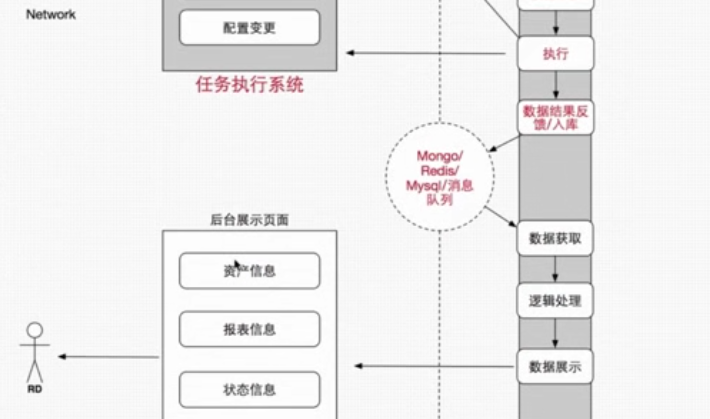 Network
配置变更
任务执行系统
执行
数据结果反
馈/入库
Mongo/
Redis/
Mysql/消息
队列
后台展示页面
资产信息
报表信息
状态信息
数据获取
逻辑处理
数据展示
RD